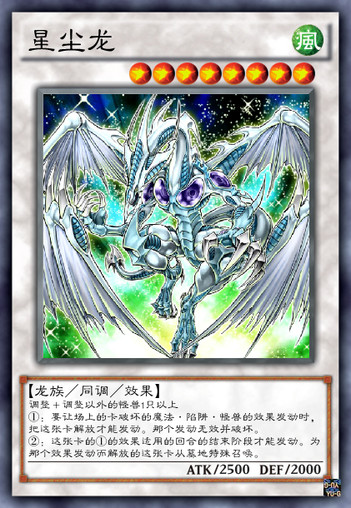 星尘龙
瘋
【龙族／同调／效果】
调整＋调整以外的怪兽1只以上
①：要让场上的卡破坏的魔法·陷阱·怪兽的效果发动时，
把这张卡解放才能发动。那个发动无效并破坏。
②：这张卡的①的效果适用的回合的结束阶段才能发动。为
那个效果发动而解放的这张卡从墓地特殊召唤。
ATK/2500 DEF/2000